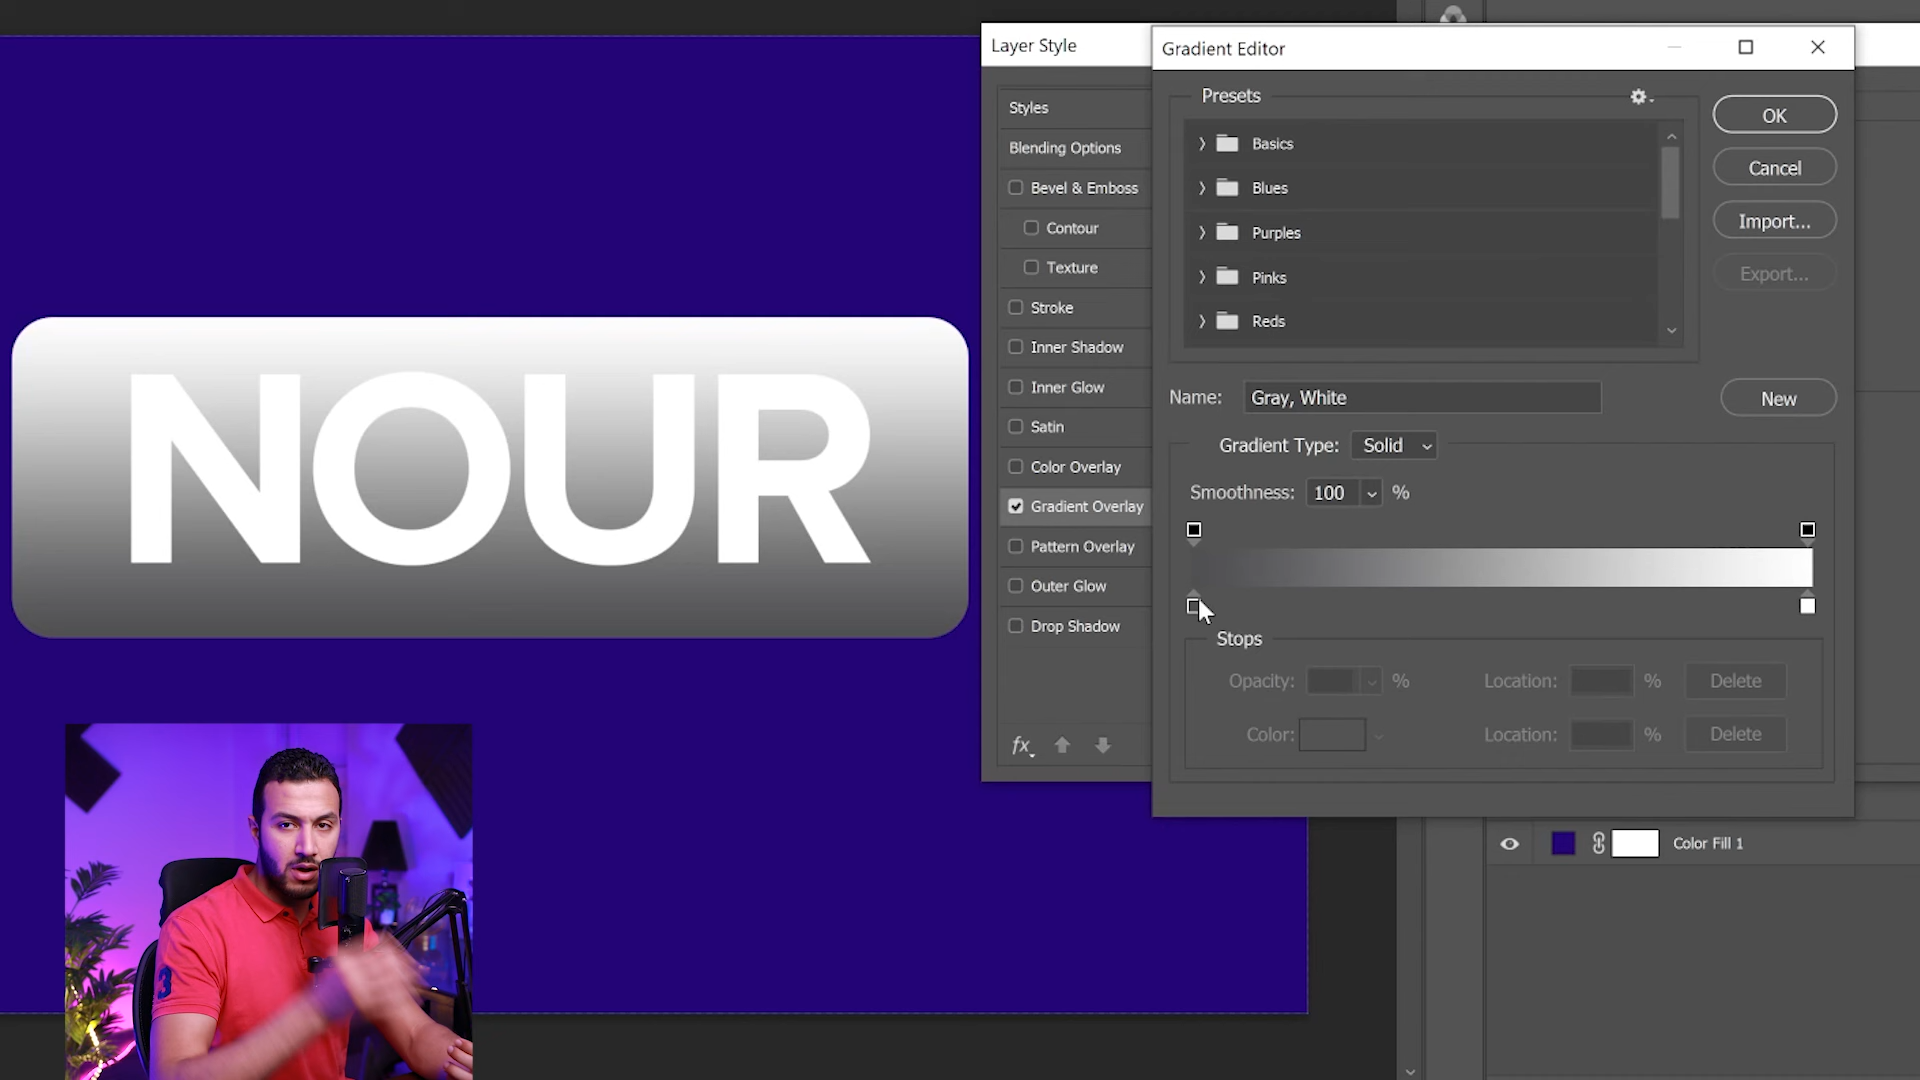 Layer Style
Gradient Editor
Styles
Blending Options
Bevel & Emboss
Contour
Texture
Stroke
Inner Shadow
Inner Glow
Satin
Color Overlay
Gradient Overlay
Pattern Overlay
Outer Glow
Drop Shadow
fx
Presets
Basics
Blues
Purples
Pinks
Reds
OK
Cancel
Import...
Export...
Name: Gray, White
New
Gradient Type: Solid
Smoothness: 100 %
Stops
Opacity: % Location: % Delete
Color: Location: % Delete
NOUR
3
Color Fill 1